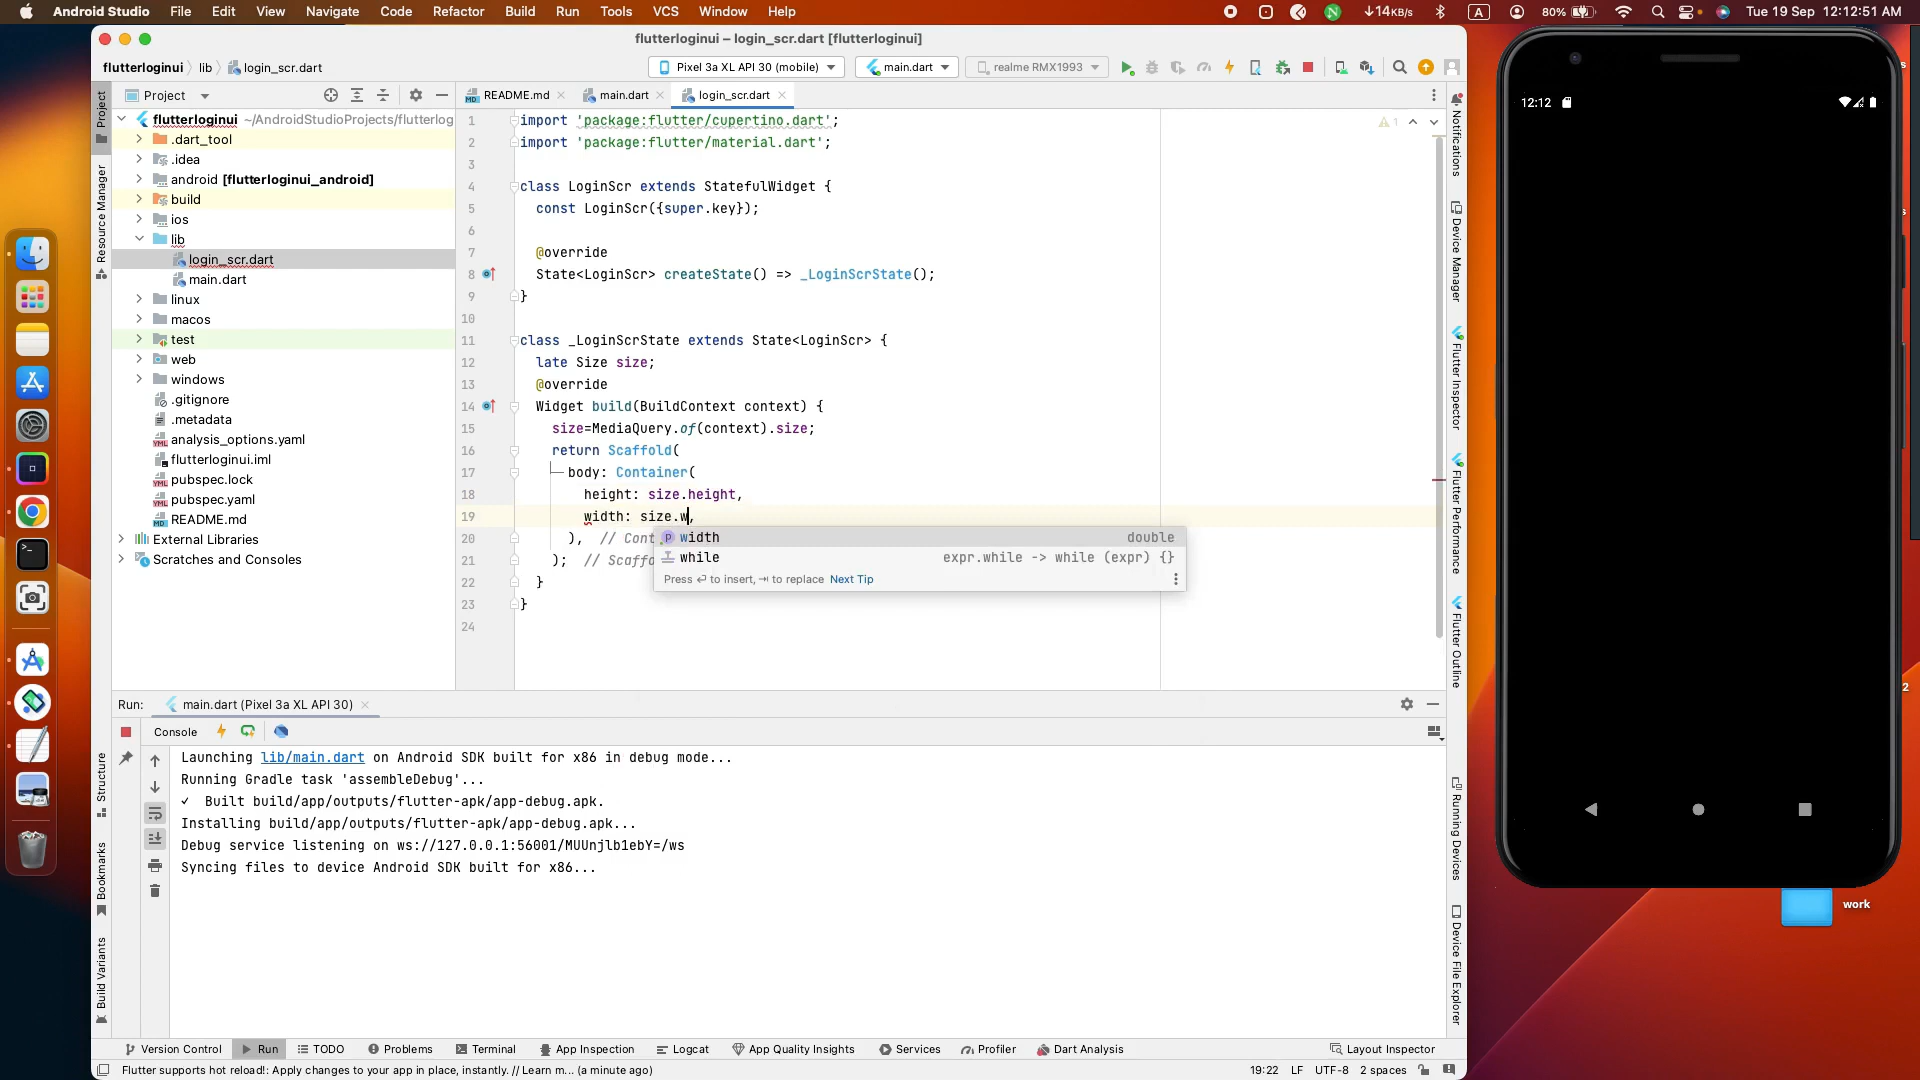 Android Studio File Edit View Navigate Code Refactor Build Run Tools VCS Window Help N ↓14KB/s A 80% Tue 19 Sep 12:12:51 AM
flutterloginui – login_scr.dart [flutterloginui]
flutterloginui lib login_scr.dart Pixel 3a XL API 30 (mobile) main.dart realme RMX1993
Project README.md main.dart login_scr.dart
flutterloginui ~/AndroidStudioProjects/flutterlog
.dart_tool
.idea
android [flutterloginui_android]
build
ios
lib
login_scr.dart
main.dart
linux
macos
test
web
windows
.gitignore
.metadata
analysis_options.yaml
flutterloginui.iml
pubspec.lock
pubspec.yaml
README.md
External Libraries
Scratches and Consoles
1 import 'package:flutter/cupertino.dart'; 1
2 import 'package:flutter/material.dart';
3
4 class LoginScr extends StatefulWidget {
5 const LoginScr({super.key});
6
7 @override
8 State<LoginScr> createState() => _LoginScrState();
9 }
10
11 class _LoginScrState extends State<LoginScr> {
12 late Size size;
13 @override
14 Widget build(BuildContext context) {
15 size=MediaQuery.of(context).size;
16 return Scaffold(
17 body: Container(
18 height: size.height,
19 width: size.w,
20 ), // Cont
21 ); // Scaffo
22 }
23 }
24
p width double
while expr.while -> while (expr) {}
Press ⏎ to insert, ⇥ to replace Next Tip
Project
Resource Manager
Structure
Bookmarks
Build Variants
Notifications
Device Manager
Flutter Inspector
Flutter Performance
Flutter Outline
Running Devices
Device File Explorer
Run: main.dart (Pixel 3a XL API 30)
Console
Launching lib/main.dart on Android SDK built for x86 in debug mode...
Running Gradle task 'assembleDebug'...
✓ Built build/app/outputs/flutter-apk/app-debug.apk.
Installing build/app/outputs/flutter-apk/app-debug.apk...
Debug service listening on ws://127.0.0.1:56001/MUUnjlb1ebY=/ws
Syncing files to device Android SDK built for x86...
Version Control Run TODO Problems Terminal App Inspection Logcat App Quality Insights Services Profiler Dart Analysis Layout Inspector
Flutter supports hot reload!: Apply changes to your app in place, instantly. // Learn m... (a minute ago) 19:22 LF UTF-8 2 spaces
12:12
s
s
2
work